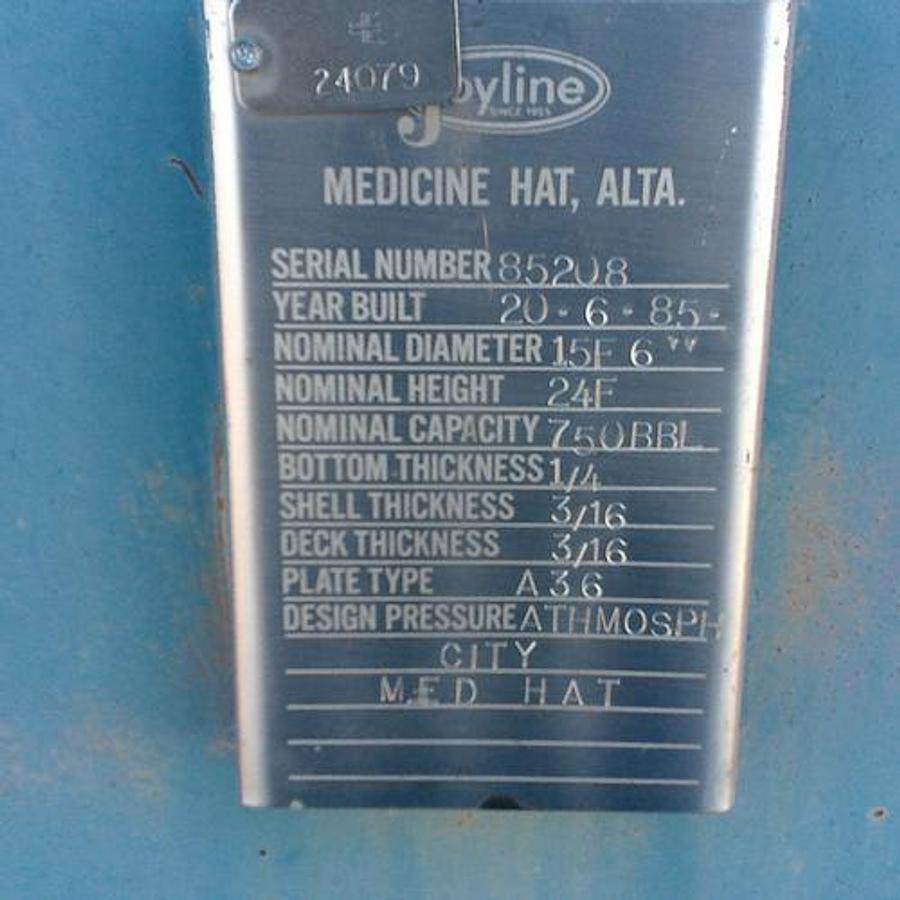 24079
Joyline
SINCE 1955
MEDICINE HAT, ALTA.
SERIAL NUMBER 85208
YEAR BUILT 20-6-85-
NOMINAL DIAMETER 15F 6"
NOMINAL HEIGHT 24F
NOMINAL CAPACITY 750BBL
BOTTOM THICKNESS 1/4
SHELL THICKNESS 3/16
DECK THICKNESS 3/16
PLATE TYPE A36
DESIGN PRESSURE ATHMOSPH
CITY
MED HAT